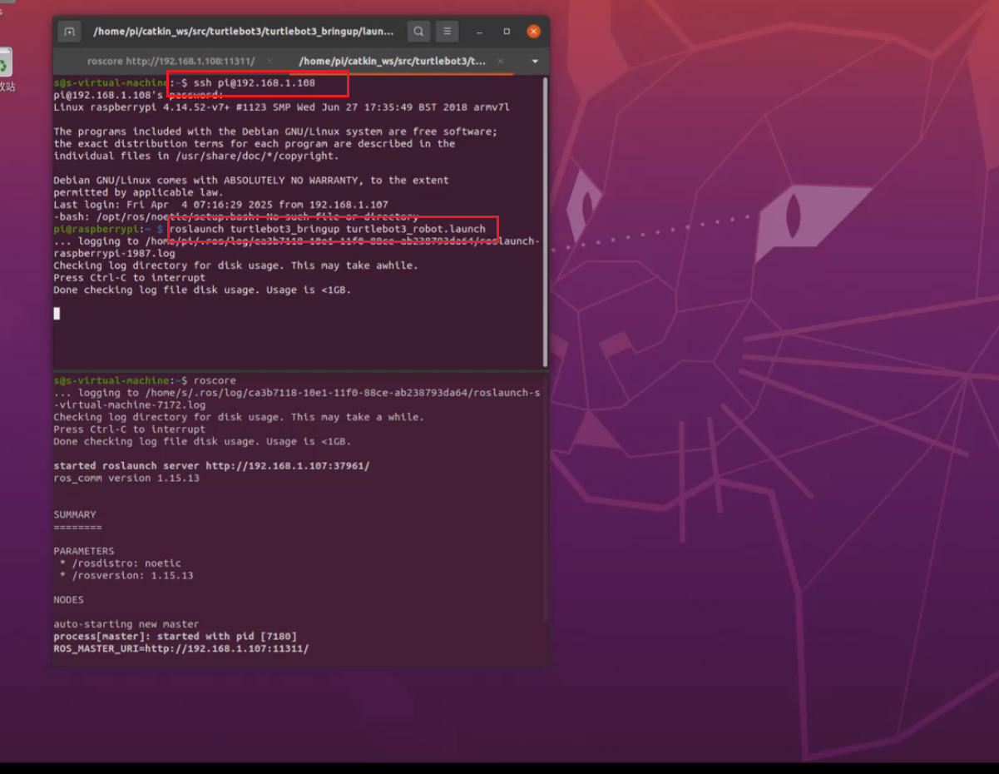 s
收站
/home/pi/catkin_ws/src/turtlebot3/turtlebot3_bringup/laun...
roscore http://192.168.1.108:11311/
/home/pi/catkin_ws/src/turtlebot3/t...
s@s-virtual-machine:~$ ssh pi@192.168.1.108
pi@192.168.1.108's password:
Linux raspberrypi 4.14.52-v7+ #1123 SMP Wed Jun 27 17:35:49 BST 2018 armv7l
The programs included with the Debian GNU/Linux system are free software;
the exact distribution terms for each program are described in the
individual files in /usr/share/doc/*/copyright.
Debian GNU/Linux comes with ABSOLUTELY NO WARRANTY, to the extent
permitted by applicable law.
Last login: Fri Apr  4 07:16:29 2025 from 192.168.1.107
-bash: /opt/ros/noetic/setup.bash: No such file or directory
pi@raspberrypi:~ $ roslaunch turtlebot3_bringup turtlebot3_robot.launch
... logging to /home/pi/.ros/log/ca3b7118-10e1-11f0-88ce-ab238793da64/roslaunch-
raspberrypi-1987.log
Checking log directory for disk usage. This may take awhile.
Press Ctrl-C to interrupt
Done checking log file disk usage. Usage is <1GB.
s@s-virtual-machine:~$ roscore
... logging to /home/s/.ros/log/ca3b7118-10e1-11f0-88ce-ab238793da64/roslaunch-s
-virtual-machine-7172.log
Checking log directory for disk usage. This may take a while.
Press Ctrl-C to interrupt
Done checking log file disk usage. Usage is <1GB.
started roslaunch server http://192.168.1.107:37961/
ros_comm version 1.15.13
SUMMARY
========
PARAMETERS
 * /rosdistro: noetic
 * /rosversion: 1.15.13
NODES
auto-starting new master
process[master]: started with pid [7180]
ROS_MASTER_URI=http://192.168.1.107:11311/